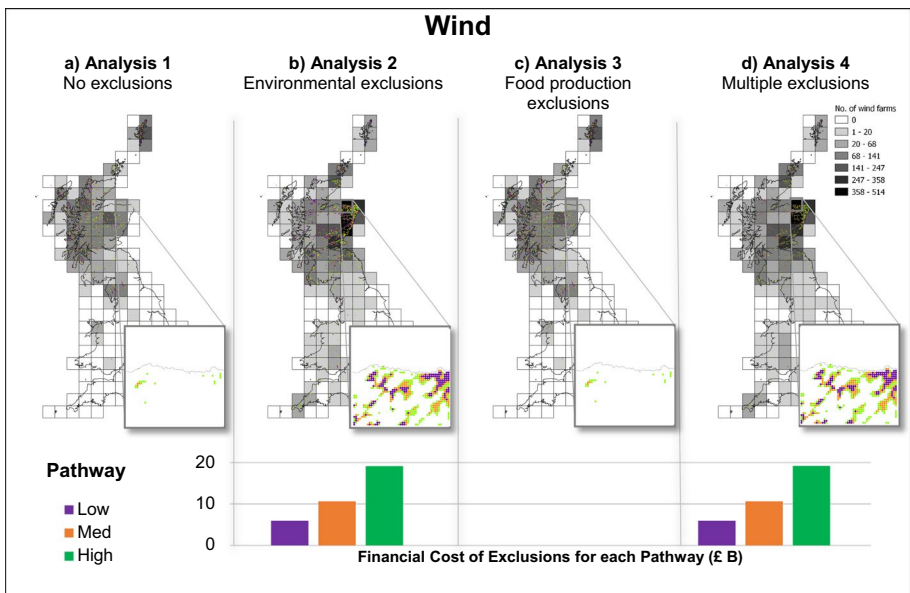 Wind
a) Analysis 1
No exclusions
b) Analysis 2
Environmental exclusions
c) Analysis 3
Food production
exclusions
d) Analysis 4
Multiple exclusions
No. of wind farms
0
1 - 20
20 - 68
68 - 141
141 - 247
247 - 358
358 - 514
Pathway
Low
Med
High
20
10
0
Financial Cost of Exclusions for each Pathway (£ B)